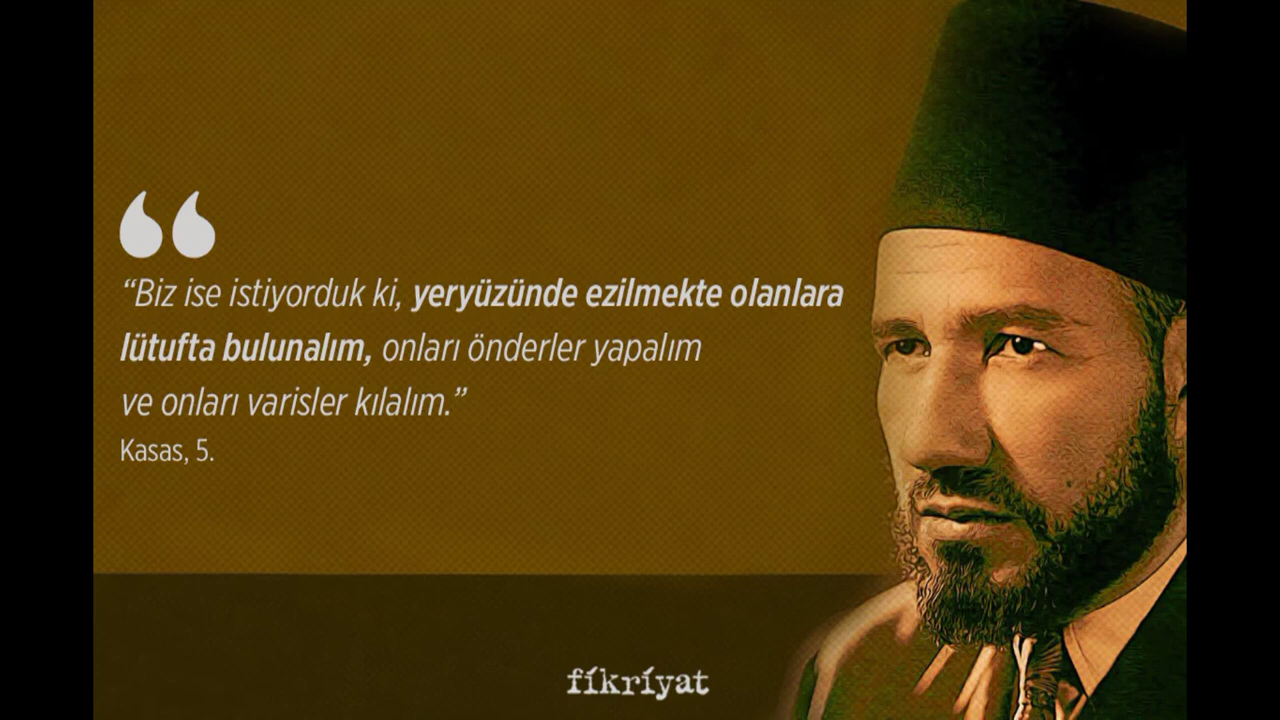 “Biz ise istiyorduk ki, yeryüzünde ezilmekte olanlara
lütufta bulunalım, onları önderler yapalım
ve onları varisler kılalım.”
Kasas, 5.
fikriyat